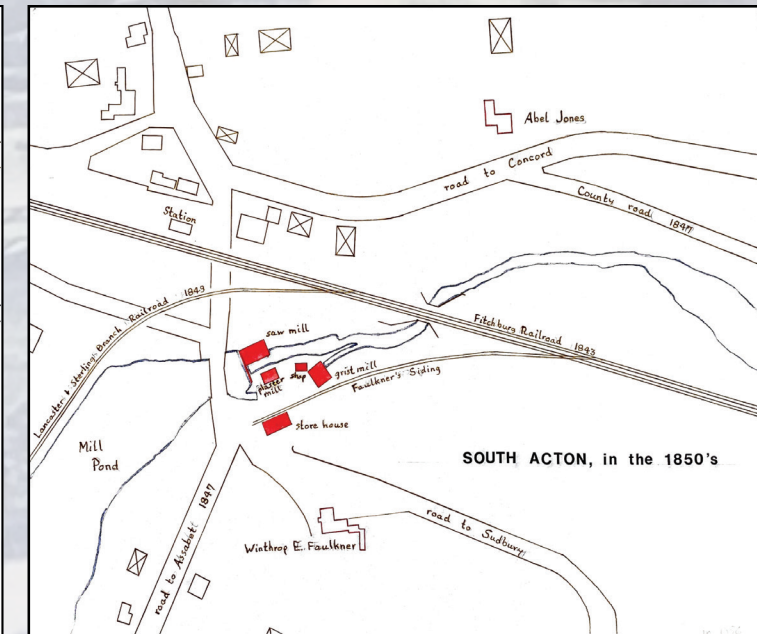 Abel Jones
road to Concord
County road 1847
Station
Lancaster & Sterling Branch Railroad 1849
Fitchburg Railroad 1843
saw mill
plaster
mill
shop
grist mill
Faulkner's Siding
store house
Mill
Pond
SOUTH ACTON, in the 1850's
road to Assabet 1847
Winthrop E. Faulkner
road to Sudbury